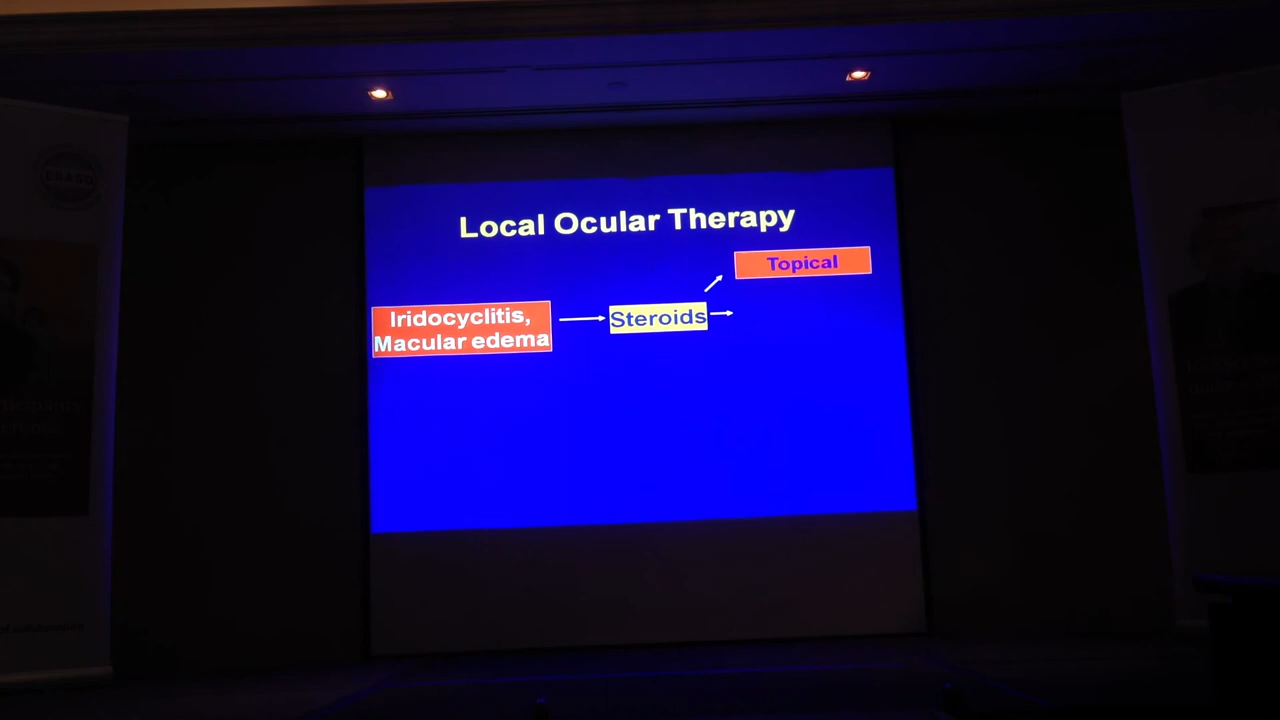 Local Ocular Therapy
Topical
Iridocyclitis,
Macular edema
Steroids